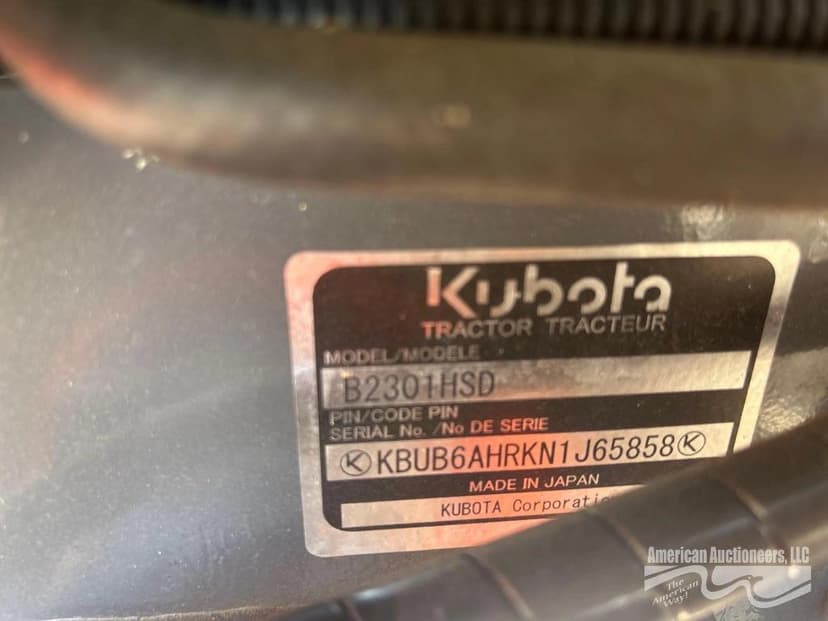 Kubota
TRACTOR TRACTEUR
MODEL/MODELE
B2301HSD
PIN/CODE PIN
SERIAL No. /No DE SERIE
KBUB6AHRKN1J65858
MADE IN JAPAN
KUBOTA Corporatio
American Auctioneers, LLC
The
American
Way!